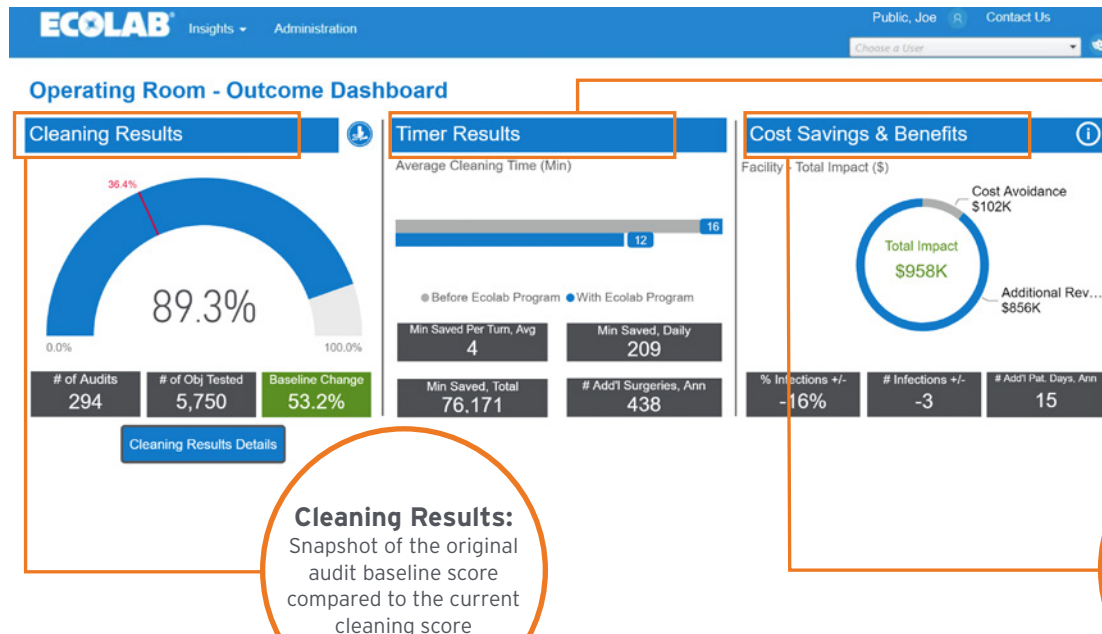 ECOLAB®
Insights
Administration
Public, Joe
Contact Us
Choose a User
Operating Room - Outcome Dashboard
Cleaning Results
36.4%
89.3%
0.0%
100.0%
# of Audits
294
# of Obj Tested
5,750
Baseline Change
53.2%
Cleaning Results Details
Timer Results
Average Cleaning Time (Min)
16
12
Before Ecolab Program
With Ecolab Program
Min Saved Per Turn, Avg
4
Min Saved, Daily
209
Min Saved, Total
76,171
# Add'l Surgeries, Ann
438
Cost Savings & Benefits
Facility - Total Impact ($)
Cost Avoidance
$102K
Total Impact
$958K
Additional Rev...
$856K
% Infections +/-
-16%
# Infections +/-
-3
# Add'l Pat. Days, Ann
15
Cleaning Results:
Snapshot of the original
audit baseline score
compared to the current
cleaning score